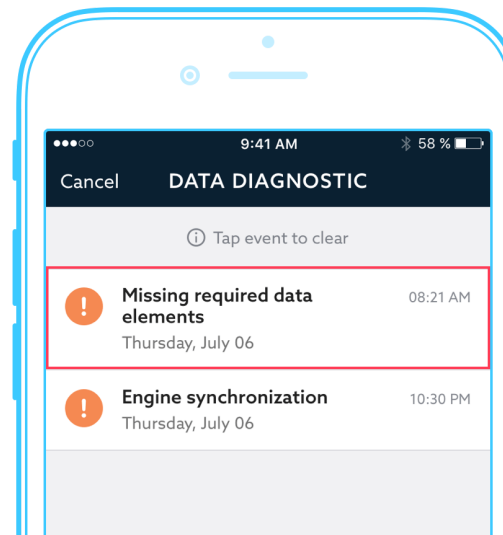 9:41 AM 58 %
Cancel DATA DIAGNOSTIC
Tap event to clear
Missing required data 08:21 AM
elements
Thursday, July 06
Engine synchronization 10:30 PM
Thursday, July 06